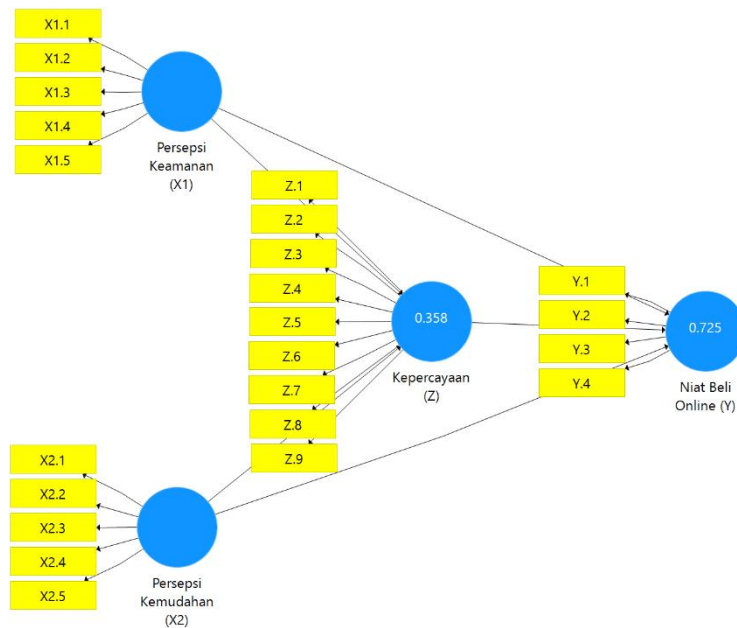 X1.1
X1.2
X1.3
X1.4
X1.5
Persepsi
Keamanan
(X1)
Z.1
Z.2
Z.3
Z.4
Z.5
Z.6
Z.7
Z.8
Z.9
0.358
Kepercayaan
(Z)
Y.1
Y.2
Y.3
Y.4
0.725
Niat Beli
Online (Y)
X2.1
X2.2
X2.3
X2.4
X2.5
Persepsi
Kemudahan
(X2)